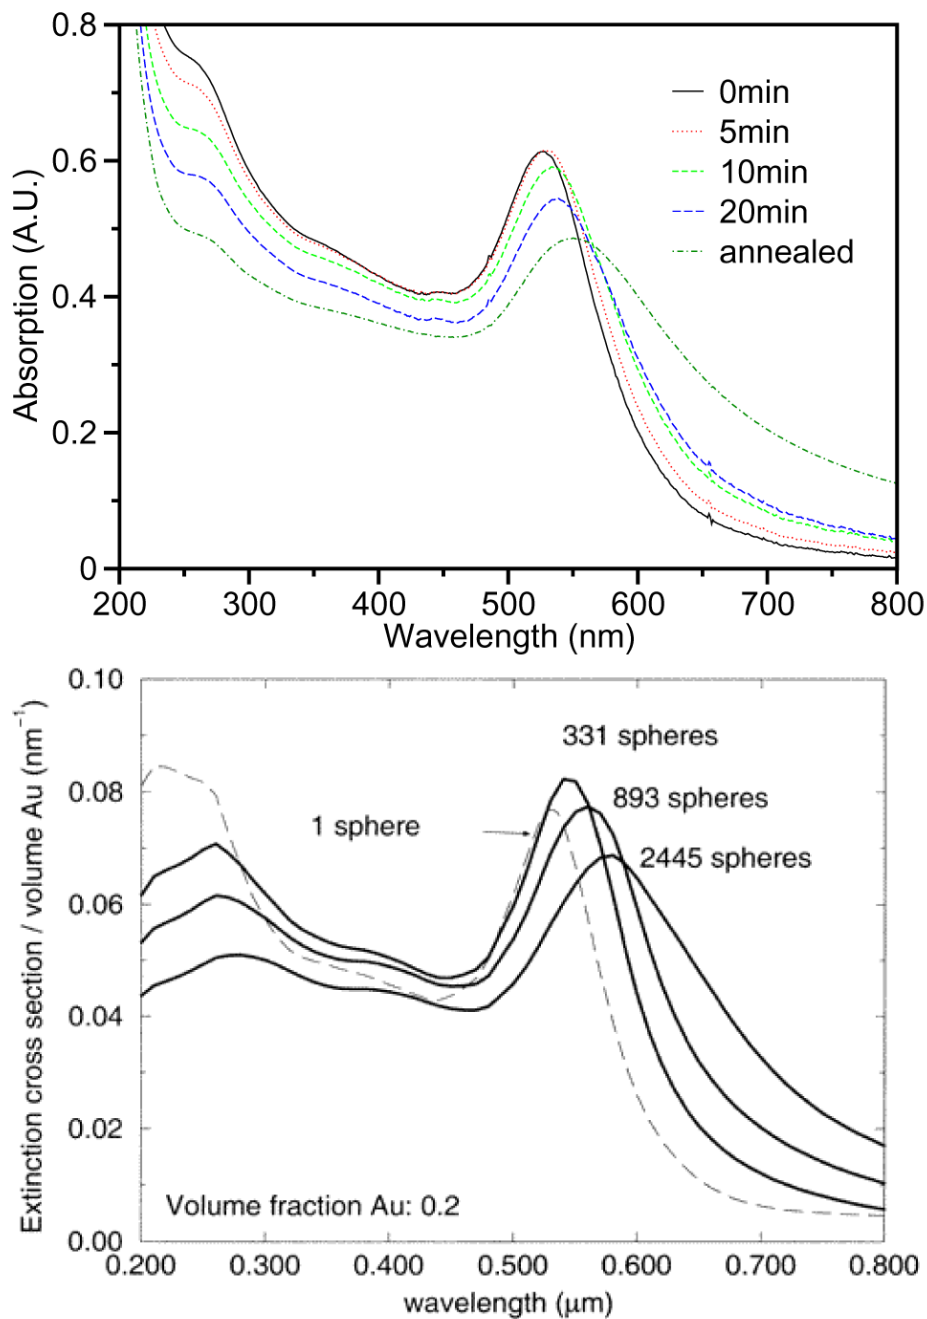 0.8
0.6
0.4
0.2
0
Absorption (A.U.)
0min
5min
10min
20min
annealed
200 300 400 500 600 700 800
Wavelength (nm)
0.10
0.08
0.06
0.04
0.02
0.00
Extinction cross section / volume Au (nm⁻¹)
331 spheres
893 spheres
1 sphere
2445 spheres
Volume fraction Au: 0.2
0.200 0.300 0.400 0.500 0.600 0.700 0.800
wavelength (μm)